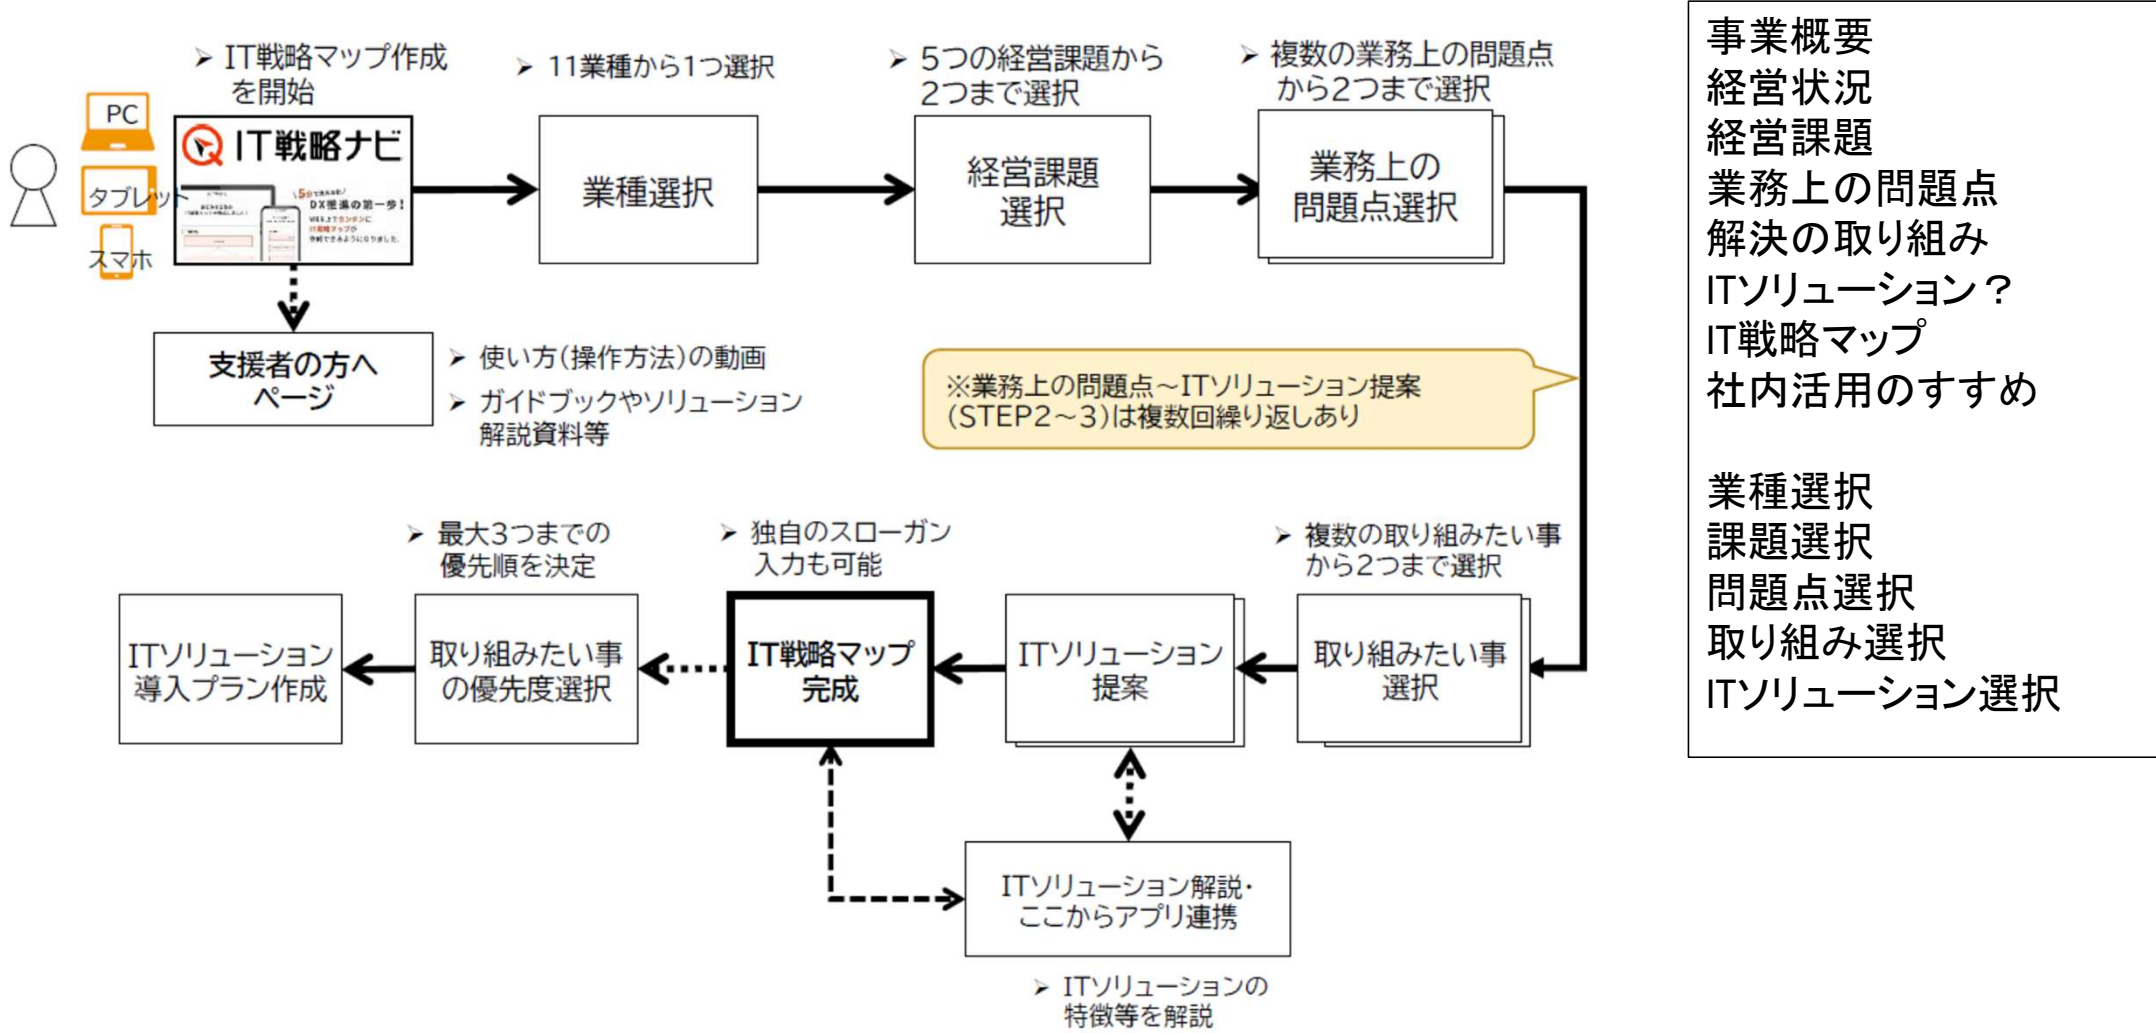 ➢ IT戦略マップ作成
を開始
➢ 11業種から1つ選択
➢ 5つの経営課題から
2つまで選択
➢ 複数の業務上の問題点
から2つまで選択
PC
タブレット
スマホ
IT戦略ナビ
DX推進の第一歩!
業種選択
経営課題
選択
業務上の
問題点選択
支援者の方へ
ページ
➢ 使い方(操作方法)の動画
➢ ガイドブックやソリューション
解説資料等
※業務上の問題点～ITソリューション提案
(STEP2～3)は複数回繰り返しあり
➢ 最大3つまでの
優先順を決定
➢ 独自のスローガン
入力も可能
➢ 複数の取り組みたい事
から2つまで選択
ITソリューション
導入プラン作成
取り組みたい事
の優先度選択
IT戦略マップ
完成
ITソリューション
提案
取り組みたい事
選択
ITソリューション解説・
ここからアプリ連携
➢ ITソリューションの
特徴等を解説
事業概要
経営状況
経営課題
業務上の問題点
解決の取り組み
ITソリューション？
IT戦略マップ
社内活用のすすめ
業種選択
課題選択
問題点選択
取り組み選択
ITソリューション選択